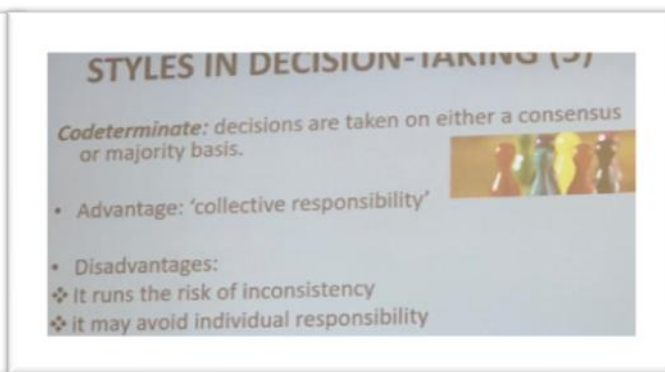 STYLES IN DECISION-TAKING (3)
Codeterminate: decisions are taken on either a consensus
or majority basis.
• Advantage: ‘collective responsibility’
• Disadvantages:
❖ It runs the risk of inconsistency
❖ it may avoid individual responsibility